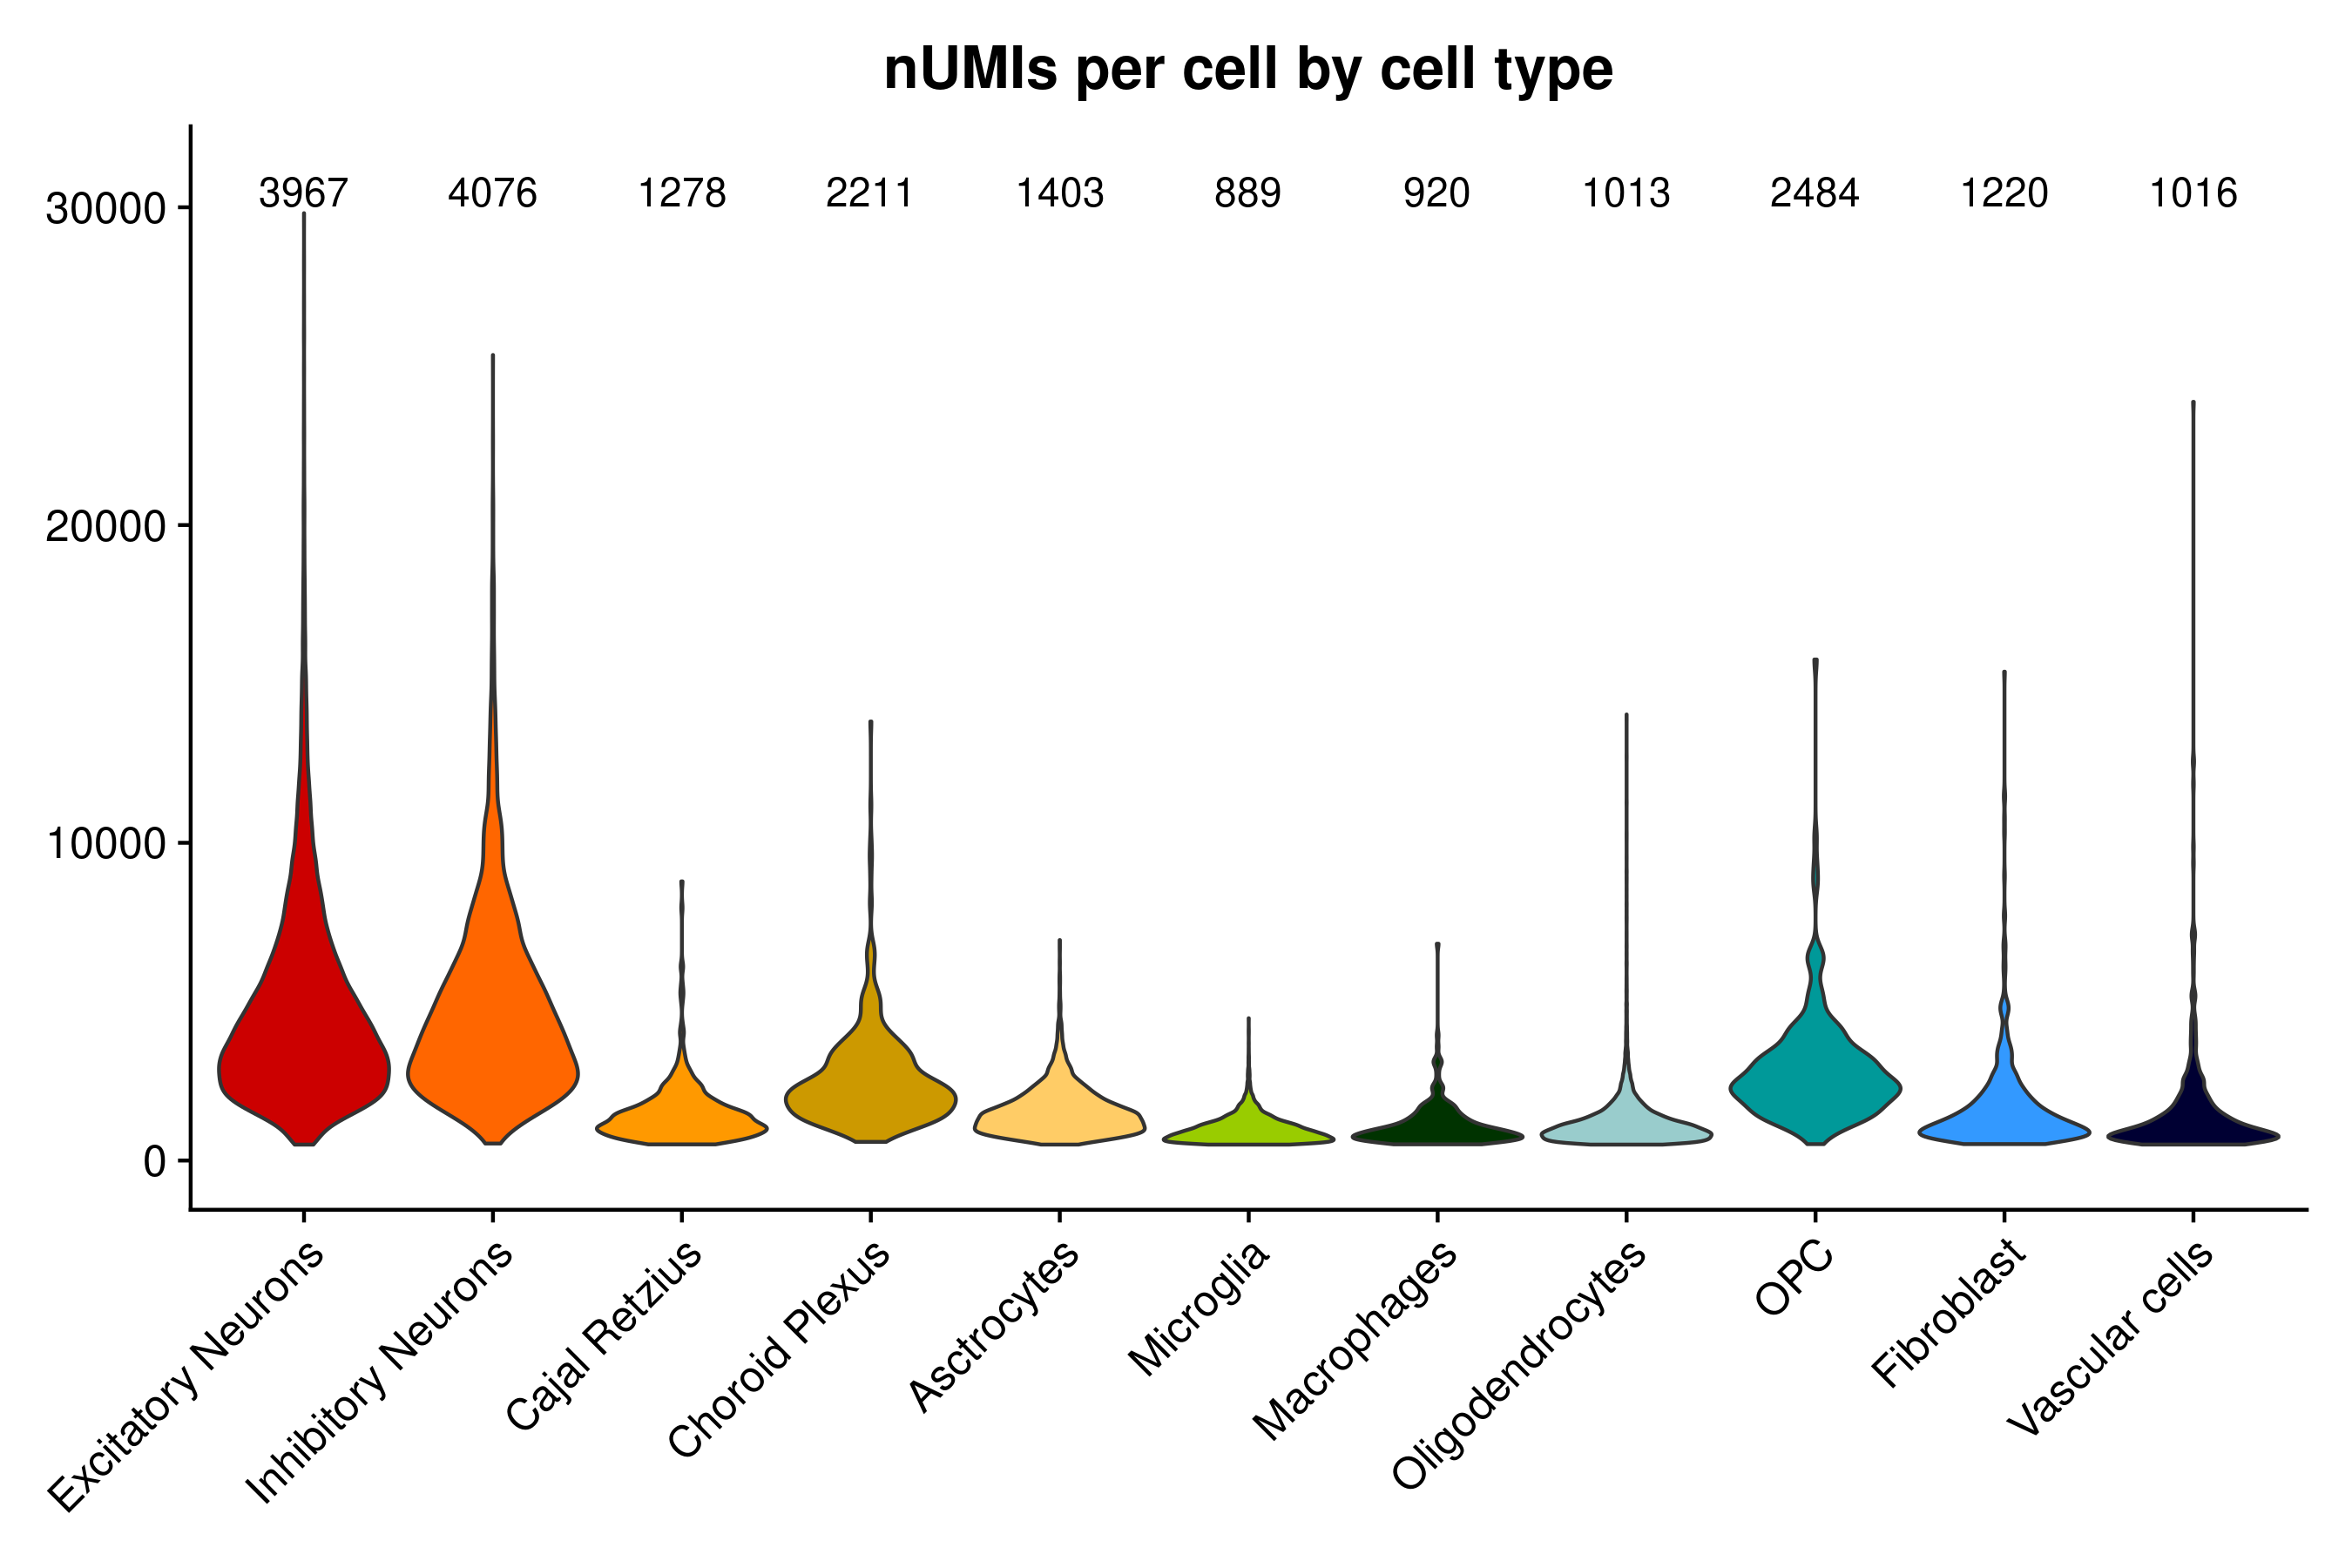 nUMIs per cell by cell type
3967 4076 1278 2211 1403 889 920 1013 2484 1220 1016
30000
20000
10000
0
Excitatory Neurons
Inhibitory Neurons
Cajal Retzius
Choroid Plexus
Asctrocytes
Microglia
Macrophages
Oligodendrocytes
OPC
Fibroblast
Vascular cells